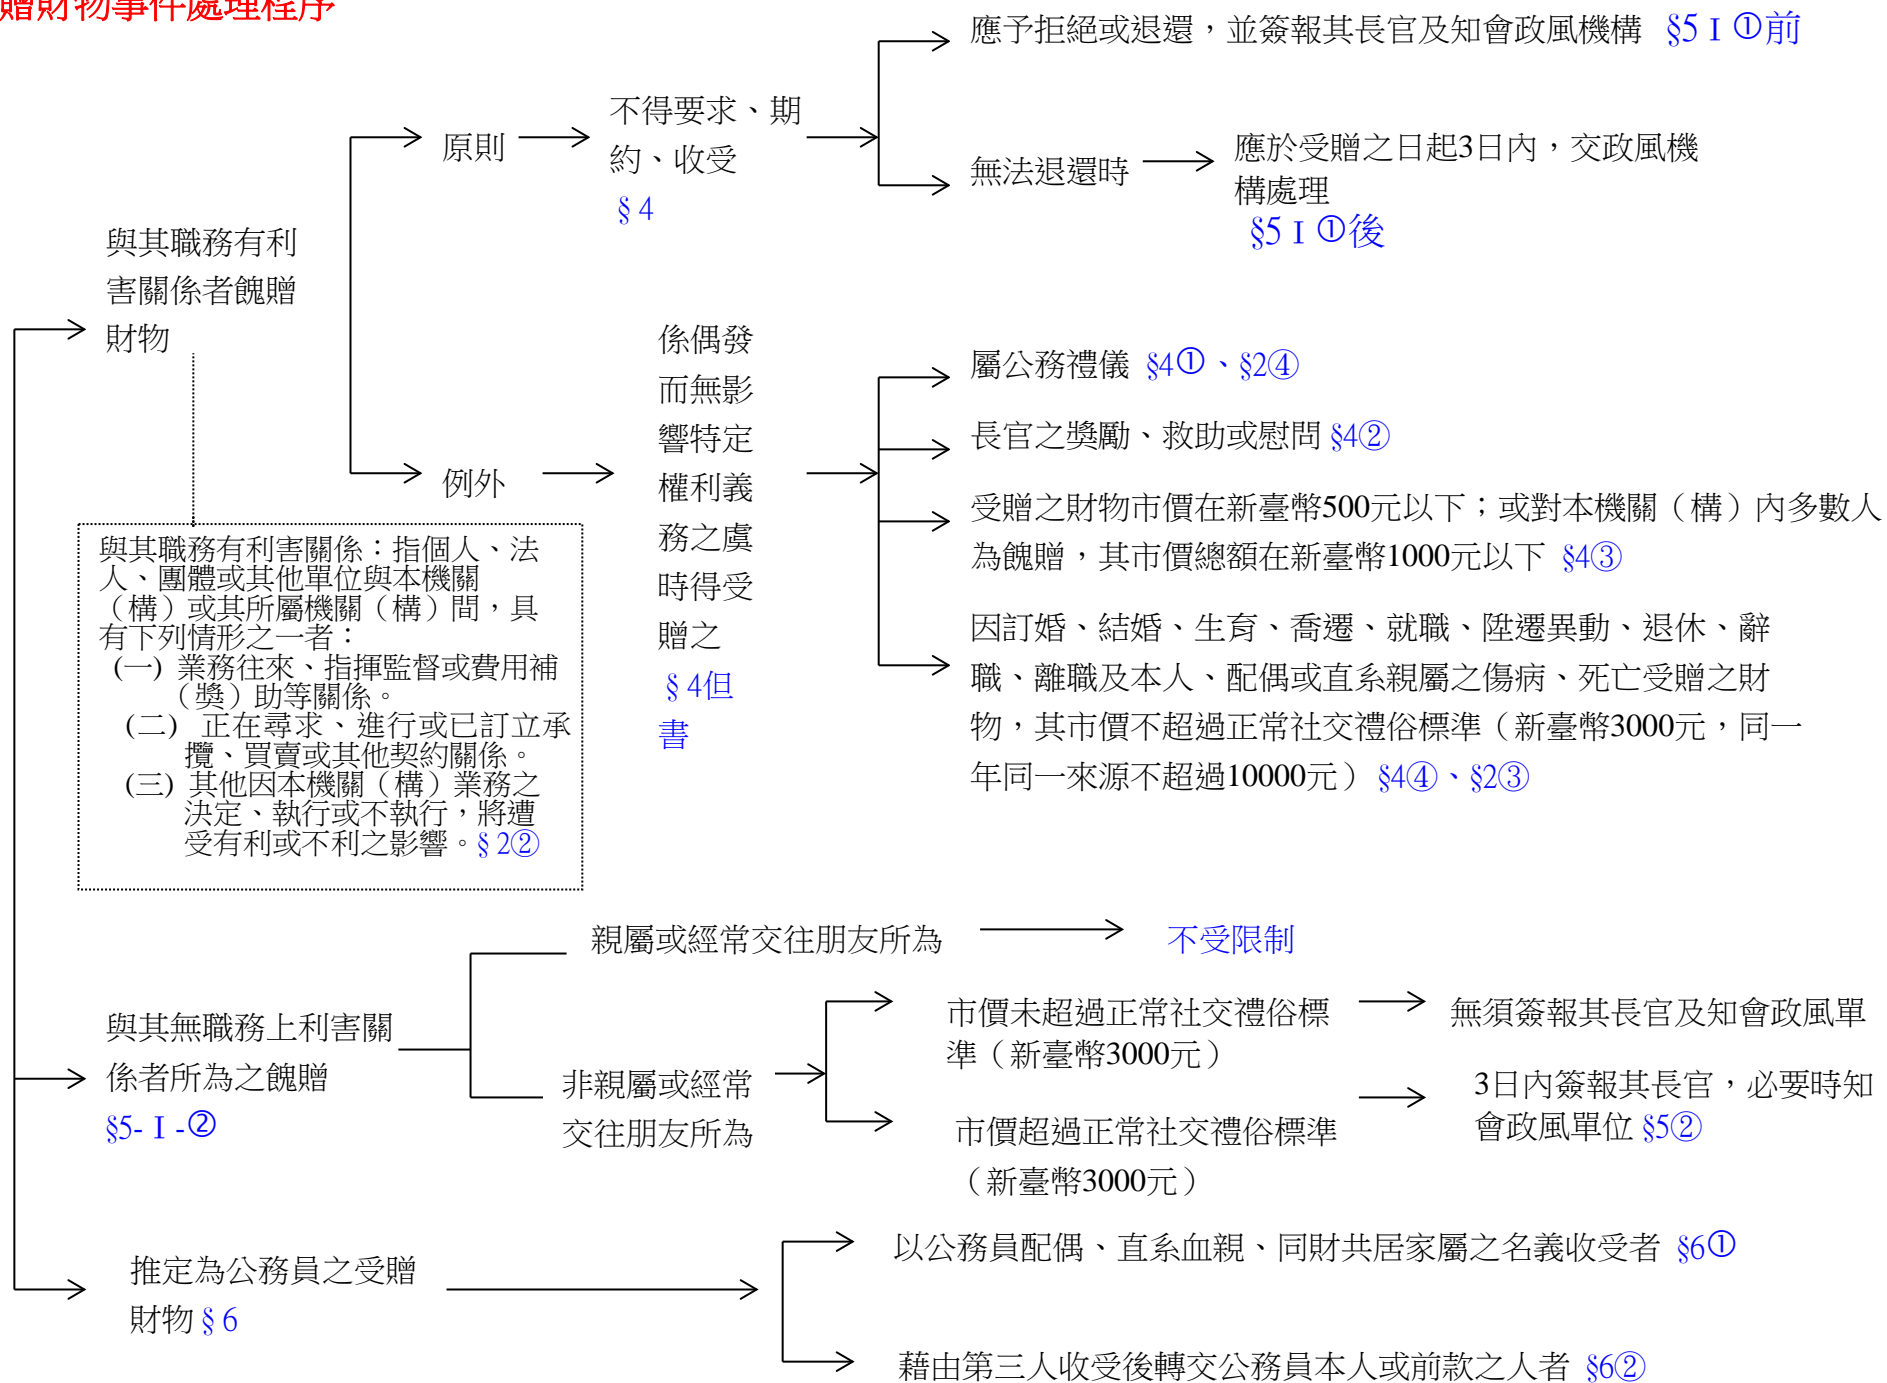 贈財物事件處理程序
應予拒絕或退還，並簽報其長官及知會政風機構 §5Ⅰ①前
不得要求、期
約、收受
§4
原則
無法退還時
應於受贈之日起3日內，交政風機
構處理
§5Ⅰ①後
與其職務有利
害關係者餽贈
財物
例外
係偶發
而無影
響特定
權利義
務之虞
時得受
贈之
§4但
書
屬公務禮儀 §4①、§2④
長官之獎勵、救助或慰問 §4②
受贈之財物市價在新臺幣500元以下；或對本機關（構）內多數人
為餽贈，其市價總額在新臺幣1000元以下 §4③
因訂婚、結婚、生育、喬遷、就職、陞遷異動、退休、辭
職、離職及本人、配偶或直系親屬之傷病、死亡受贈之財
物，其市價不超過正常社交禮俗標準（新臺幣3000元，同一
年同一來源不超過10000元） §4④、§2③
與其職務有利害關係：指個人、法
人、團體或其他單位與本機關
（構）或其所屬機關（構）間，具
有下列情形之一者：
(一) 業務往來、指揮監督或費用補
（獎）助等關係。
(二) 正在尋求、進行或已訂立承
攬、買賣或其他契約關係。
(三) 其他因本機關（構）業務之
決定、執行或不執行，將遭
受有利或不利之影響。§2②
與其無職務上利害關
係者所為之餽贈
§5-Ⅰ-②
親屬或經常交往朋友所為
不受限制
非親屬或經常
交往朋友所為
市價未超過正常社交禮俗標
準（新臺幣3000元）
無須簽報其長官及知會政風單
市價超過正常社交禮俗標準
（新臺幣3000元）
3日內簽報其長官，必要時知
會政風單位 §5②
推定為公務員之受贈
財物§6
以公務員配偶、直系血親、同財共居家屬之名義收受者 §6①
藉由第三人收受後轉交公務員本人或前款之人者 §6②